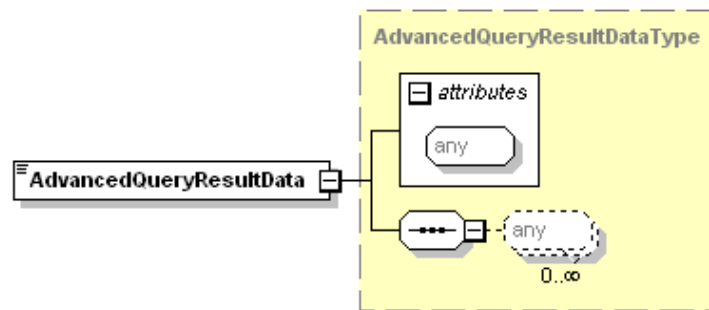 AdvancedQueryResultDataType
attributes
any
AdvancedQueryResultData
any
0..∞